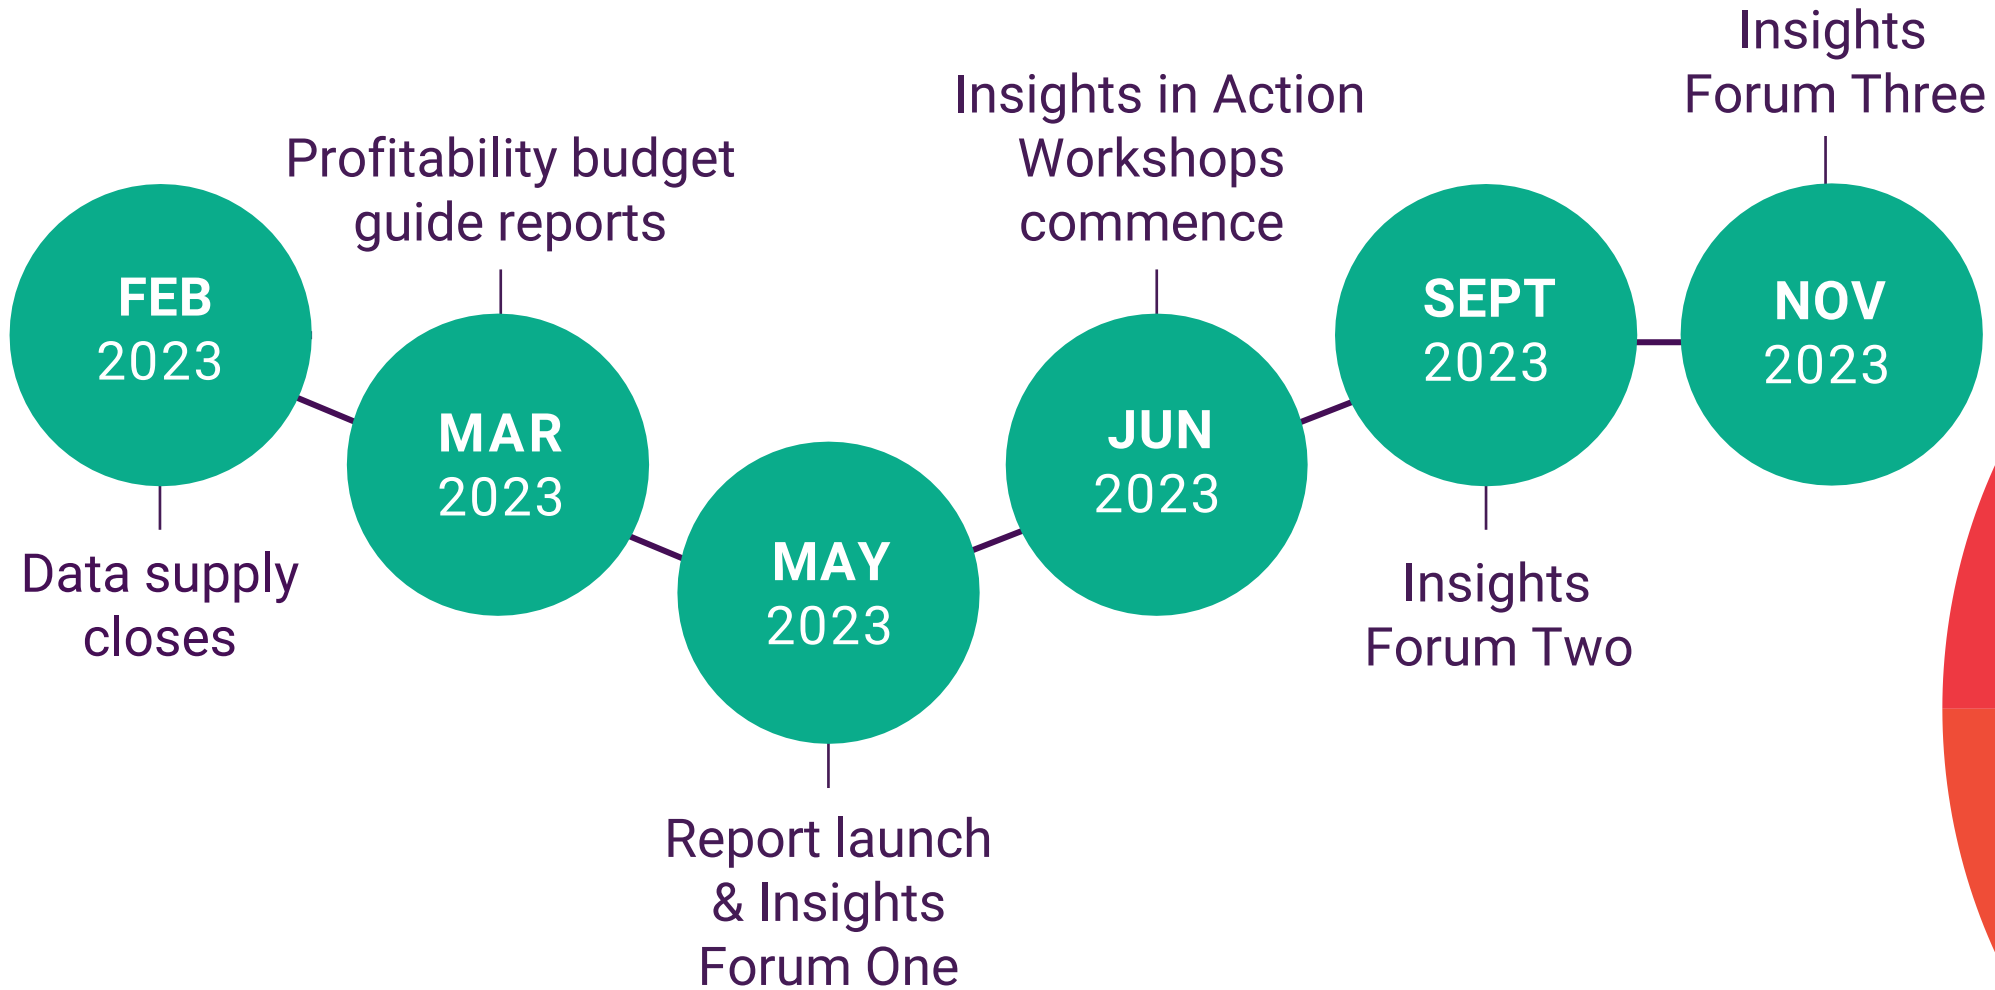 FEB
2023
Data supply
closes
Profitability budget
guide reports
MAR
2023
MAY
2023
Report launch
& Insights
Forum One
Insights in Action
Workshops
commence
JUN
2023
SEPT
2023
Insights
Forum Two
Insights
Forum Three
NOV
2023